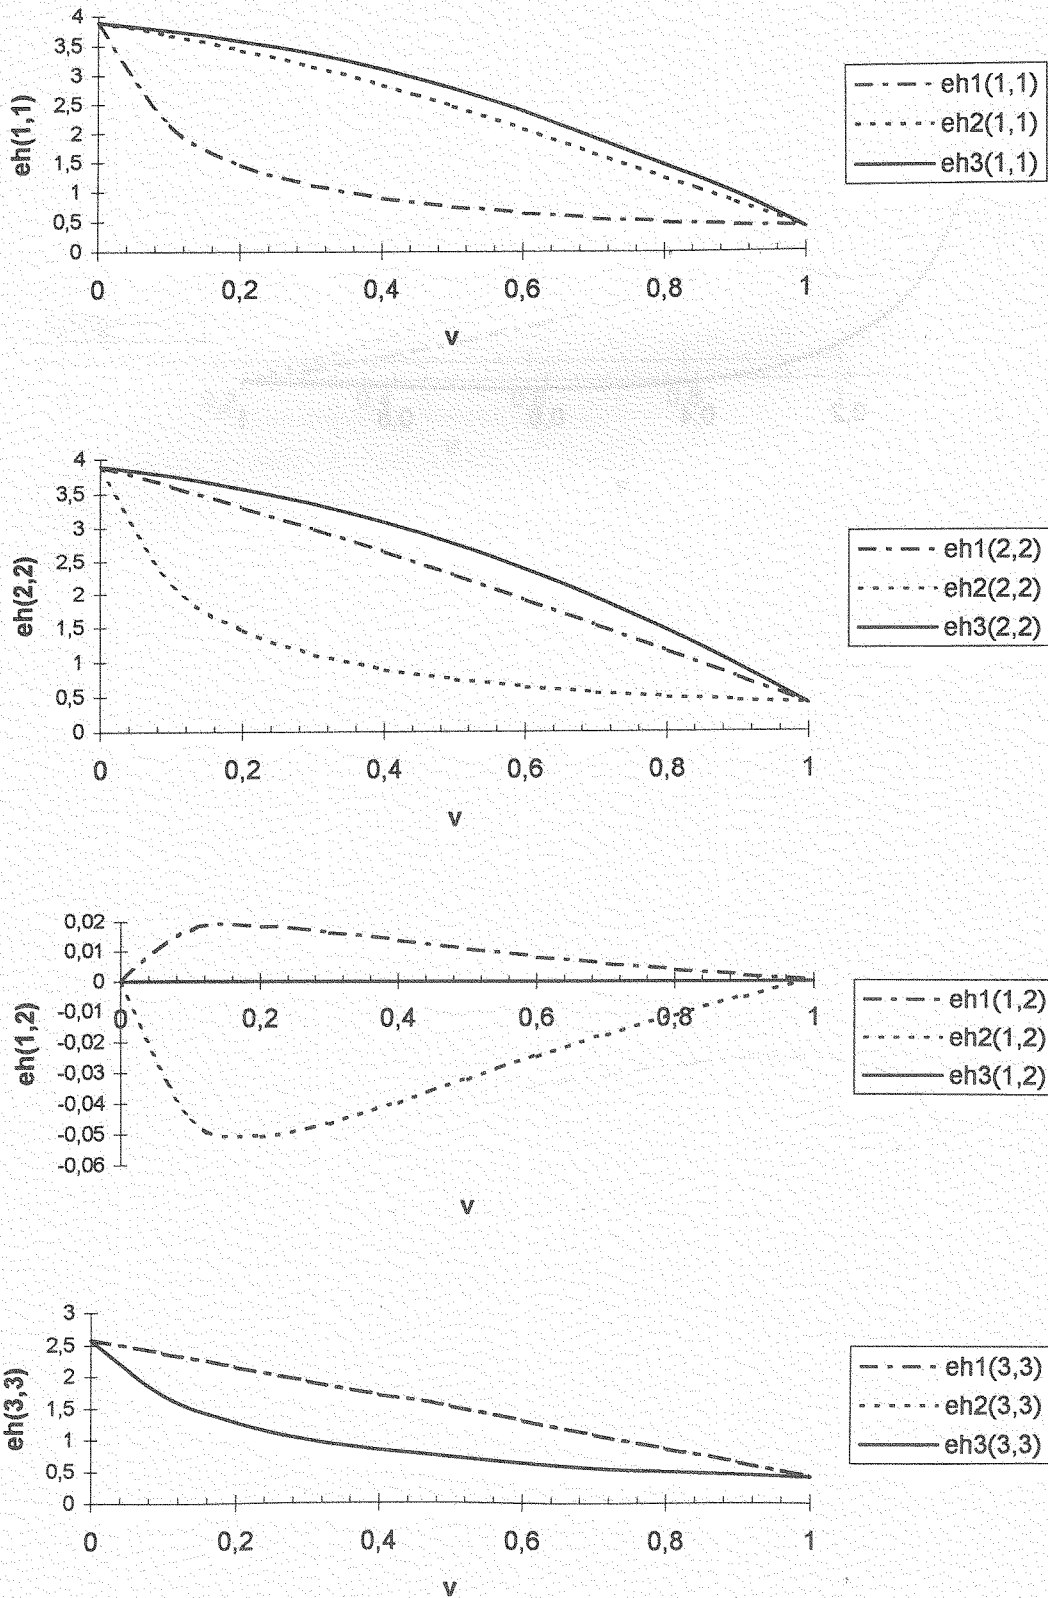 4
3,5
3
2,5
2
1,5
1
0,5
0
eh(1,1)
0 0,2 0,4 0,6 0,8 1
v
eh1(1,1)
eh2(1,1)
eh3(1,1)
4
3,5
3
2,5
2
1,5
1
0,5
0
eh(2,2)
0 0,2 0,4 0,6 0,8 1
v
eh1(2,2)
eh2(2,2)
eh3(2,2)
0,02
0,01
0
-0,01
-0,02
-0,03
-0,04
-0,05
-0,06
eh(1,2)
0 0,2 0,4 0,6 0,8 1
v
eh1(1,2)
eh2(1,2)
eh3(1,2)
3
2,5
2
1,5
1
0,5
0
eh(3,3)
0 0,2 0,4 0,6 0,8 1
v
eh1(3,3)
eh2(3,3)
eh3(3,3)